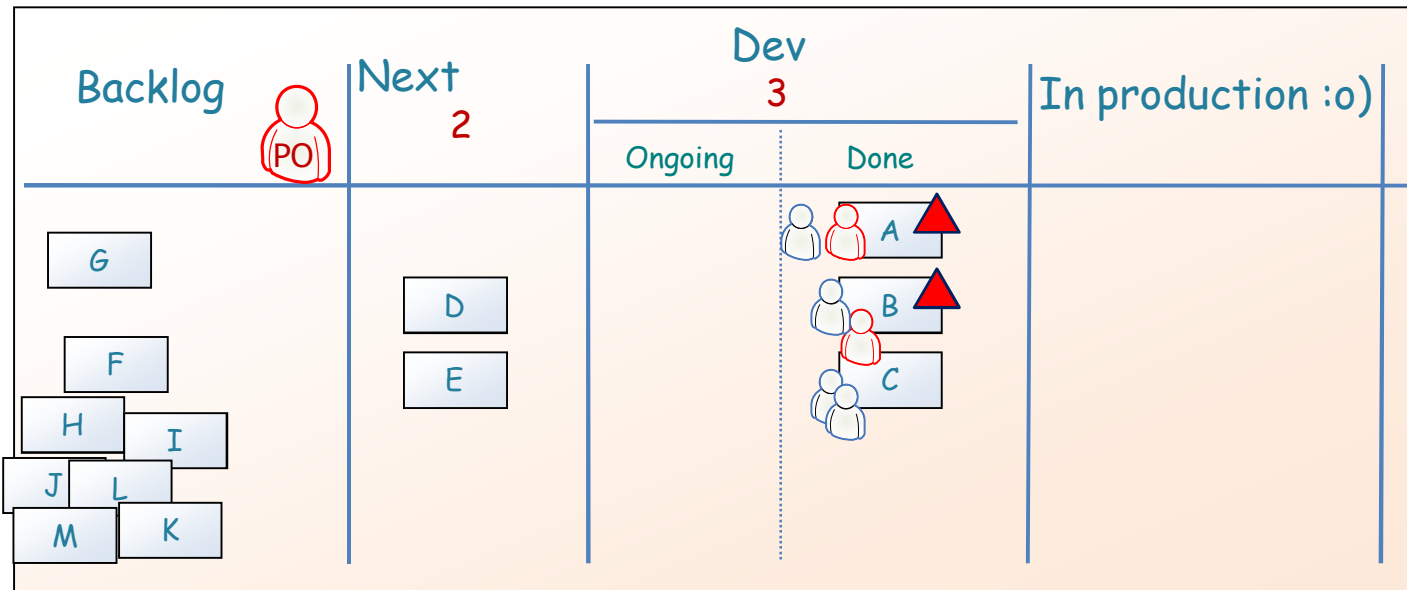 Backlog
PO
Next
2
Dev
3
Ongoing
Done
In production :o)
G
F
H
I
J
L
M
K
D
E
A
B
C